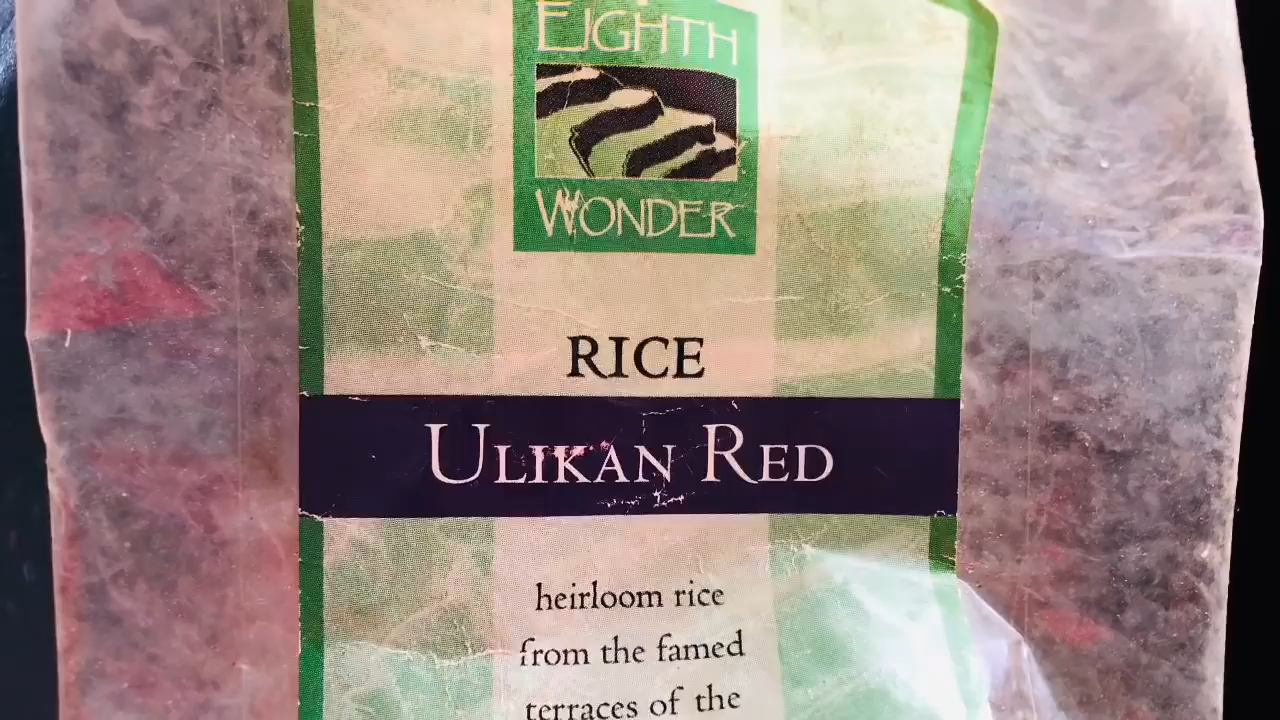 EIGHTH
WONDER
RICE
ULIKAN RED
heirloom rice
from the famed
terraces of the